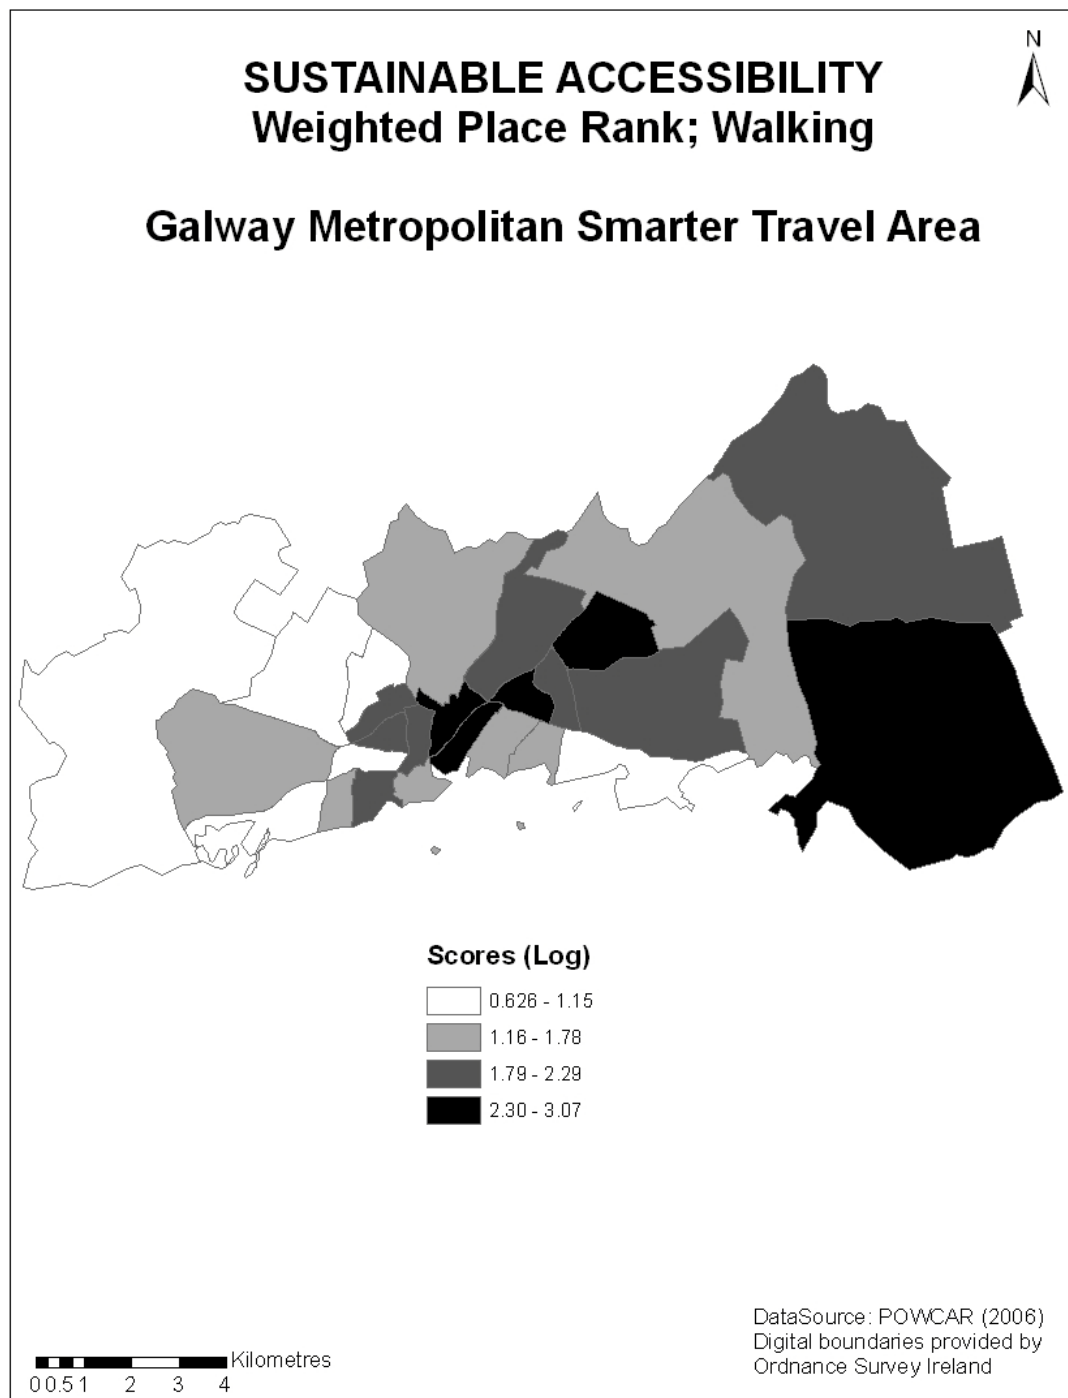 N
SUSTAINABLE ACCESSIBILITY
Weighted Place Rank; Walking
Galway Metropolitan Smarter Travel Area
Scores (Log)
0.626 - 1.15
1.16 - 1.78
1.79 - 2.29
2.30 - 3.07
DataSource: POWCAR (2006)
Digital boundaries provided by
Ordnance Survey Ireland
Kilometres
0 0.5 1 2 3 4